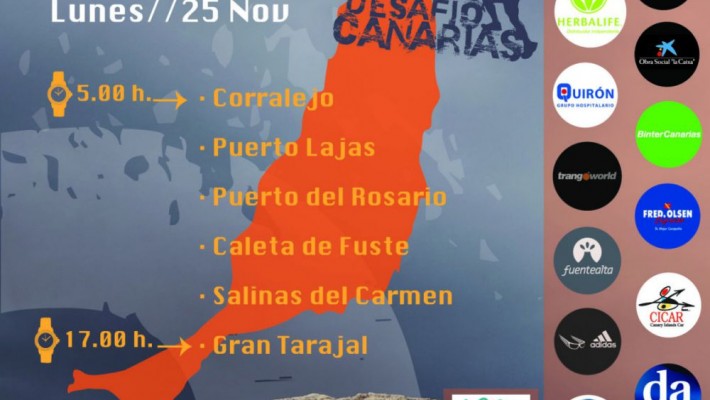 Lunes//25 Nov
DESAFÍO
CANARIAS
5.00 h.
· Corralejo
· Puerto Lajas
· Puerto del Rosario
· Caleta de Fuste
· Salinas del Carmen
17.00 h.
· Gran Tarajal
HERBALIFE
Obra Social "la Caixa"
QUIRÓN
GRUPO HOSPITALARIO
BinterCanarias
trangoworld
FRED.OLSEN
fuentealta
CICAR
Canary Islands Car
adidas
da